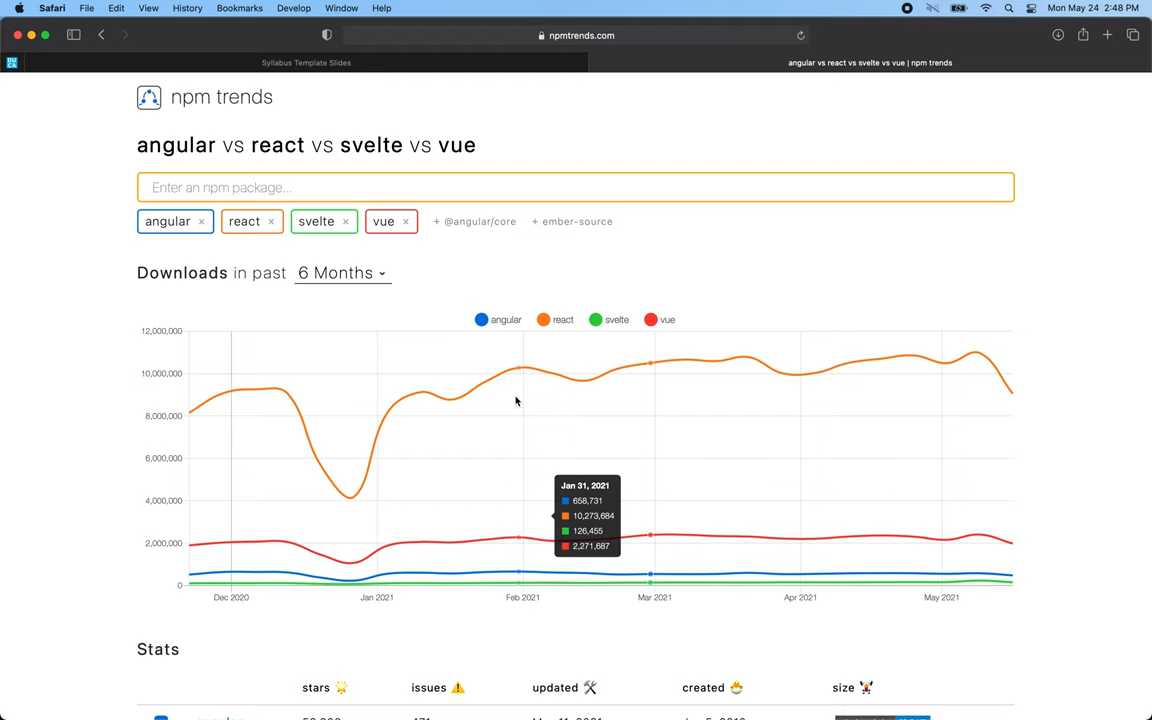 Safari File Edit View History Bookmarks Develop Window Help Mon May 24 2:48 PM
npmtrends.com
DU
CA
Syllabus Template Slides
angular vs react vs svelte vs vue | npm trends
npm trends
angular vs react vs svelte vs vue
Enter an npm package...
angular × react × svelte × vue × + @angular/core + ember-source
Downloads in past 6 Months
angular react svelte vue
12,000,000
10,000,000
8,000,000
6,000,000
4,000,000
2,000,000
0
Jan 31, 2021
658,731
10,273,684
126,455
2,271,687
Dec 2020 Jan 2021 Feb 2021 Mar 2021 Apr 2021 May 2021
Stats
stars issues updated created size